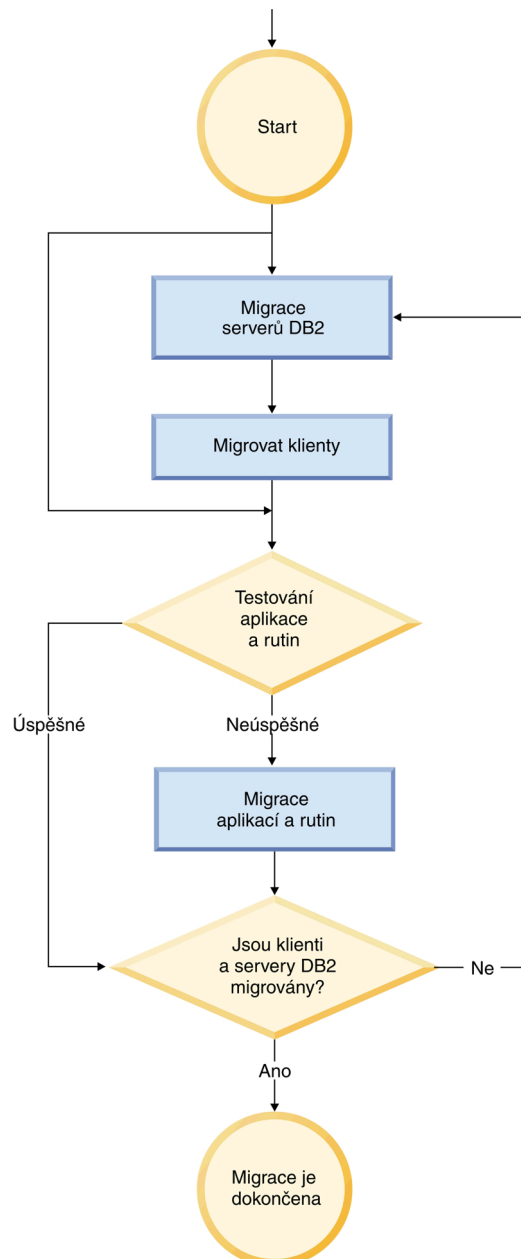 Start
Migrace
serverů DB2
Migrovat klienty
Testování
aplikace
a rutin
Úspěšné
Neúspěšné
Migrace
aplikací a rutin
Jsou klienti
a servery DB2
migrovány?
Ne
Ano
Migrace je
dokončena